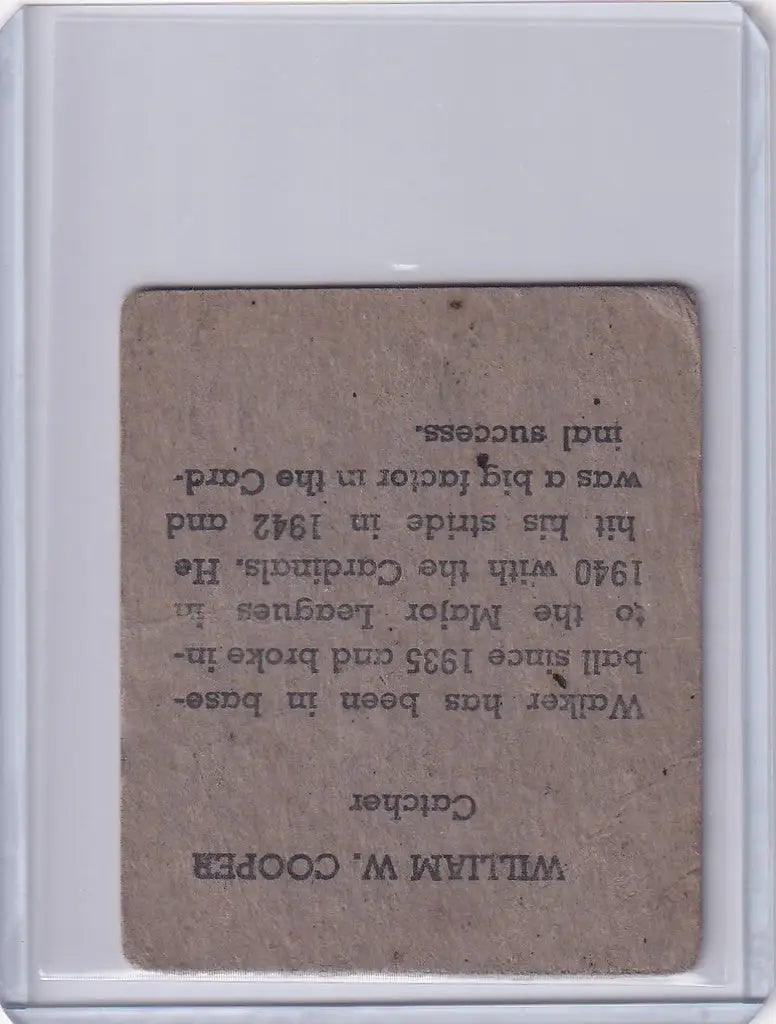 WILLIAM W. COOPER
Catcher
Walker has been in base-
ball since 1935 and broke in-
to the Major Leagues in
1940 with the Cardinals. He
hit his stride in 1942 and
was a big factor in the Card-
inal success.